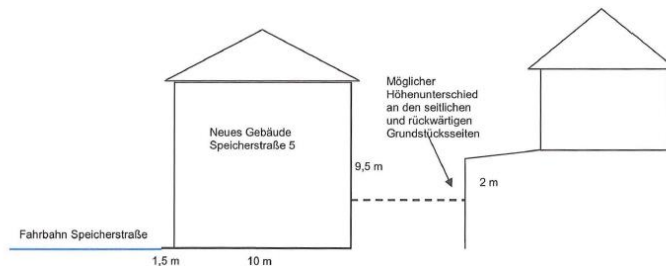 Möglicher
Höhenunterschied
an den seitlichen
und rückwärtigen
Grundstücksseiten
Neues Gebäude
Speicherstraße 5
9,5 m
2 m
Fahrbahn Speicherstraße
1,5 m
10 m